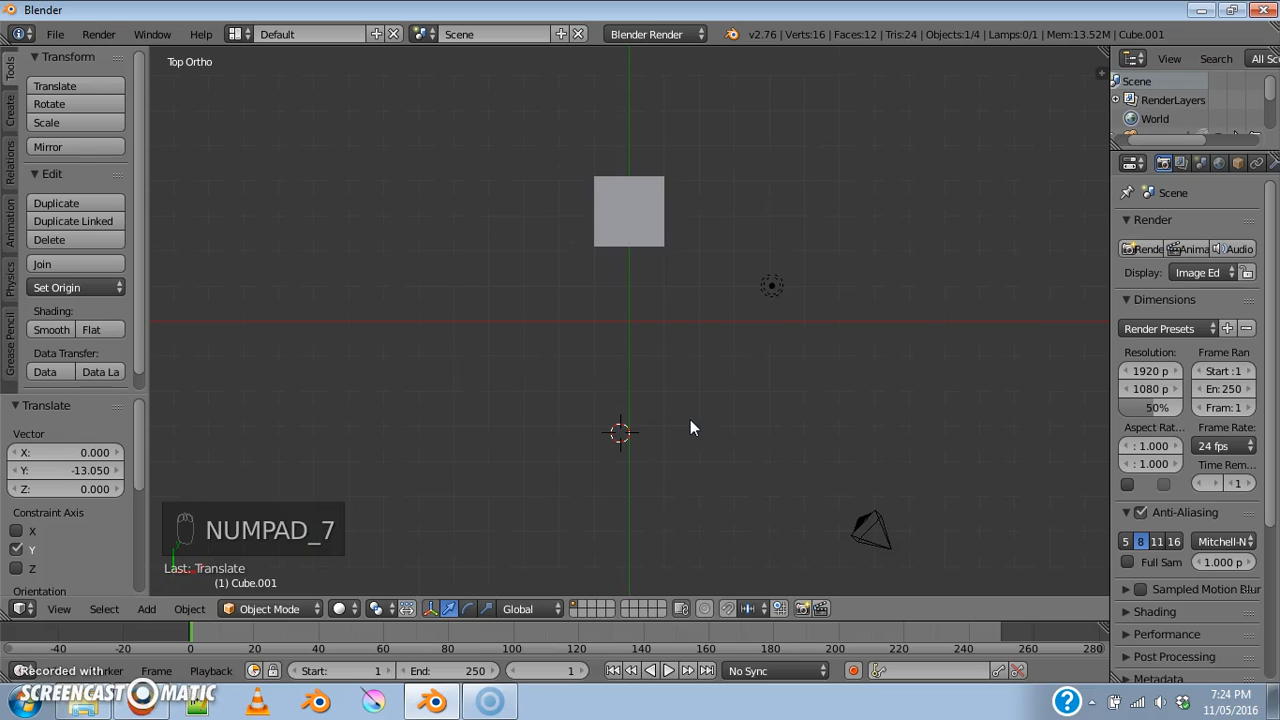 Blender
File Render Window Help Default Scene Blender Render v2.76 | Verts:16 | Faces:12 | Tris:24 | Objects:1/4 | Lamps:0/1 | Mem:13.52M | Cube.001
Tools
Create
Relations
Animation
Physics
Grease Pencil
Transform
Translate
Rotate
Scale
Mirror
Edit
Duplicate
Duplicate Linked
Delete
Join
Set Origin
Shading:
Smooth Flat
Data Transfer:
Data Data La
Translate
Vector
X: 0.000
Y: -13.050
Z: 0.000
Constraint Axis
X
Y
Z
Orientation
Top Ortho
NUMPAD_7
Last: Translate
(1) Cube.001
View Select Add Object Object Mode Global
View Search All Sc
Scene
RenderLayers
World
Scene
Render
Rende Anima Audio
Display: Image Ed
Dimensions
Render Presets
Resolution: Frame Ran
1920 p Start :1
1080 p En: 250
50% Fram: 1
Aspect Rat... Frame Rate:
: 1.000 24 fps
: 1.000 Time Rem...
1
Anti-Aliasing
5 8 11 16 Mitchell-N
Full Sam 1.000 p
Sampled Motion Blur
Shading
Performance
Post Processing
Metadata
-40 -20 0 20 40 60 80 100 120 140 160 180 200 220 240 260 280
Marker Frame Playback Start: 1 End: 250 1 No Sync
Recorded with
SCREENCAST-O-MATIC
7:24 PM
11/05/2016